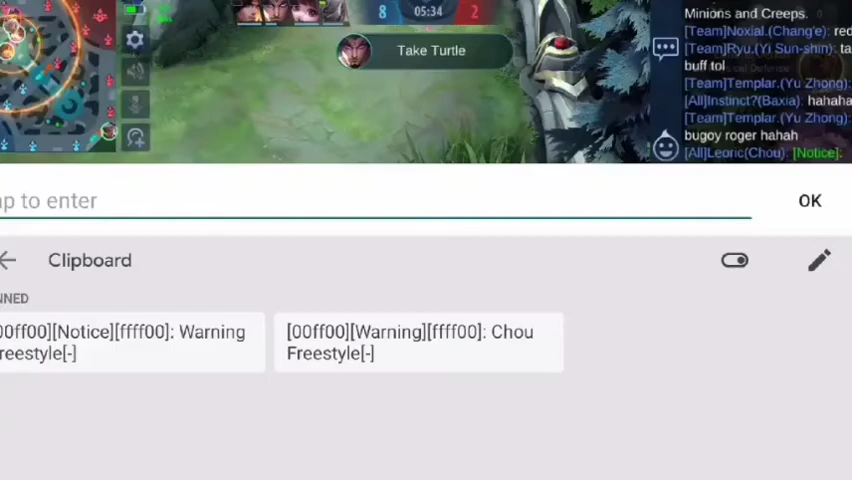 8 05:34 2
Take Turtle
Minions and Creeps.
[Team]Noxial.(Chang'e): red
[Team]Ryu.(Yi Sun-shin): ta
buff tol
[Team]Templar.(Yu Zhong):
[All]Instinct?(Baxia): hahaha
[Team]Templar.(Yu Zhong):
bugoy roger hahah
[All]Leoric(Chou): [Notice]:
ap to enter
OK
Clipboard
NNED
00ff00][Notice][ffff00]: Warning
reestyle[-]
[00ff00][Warning][ffff00]: Chou
Freestyle[-]